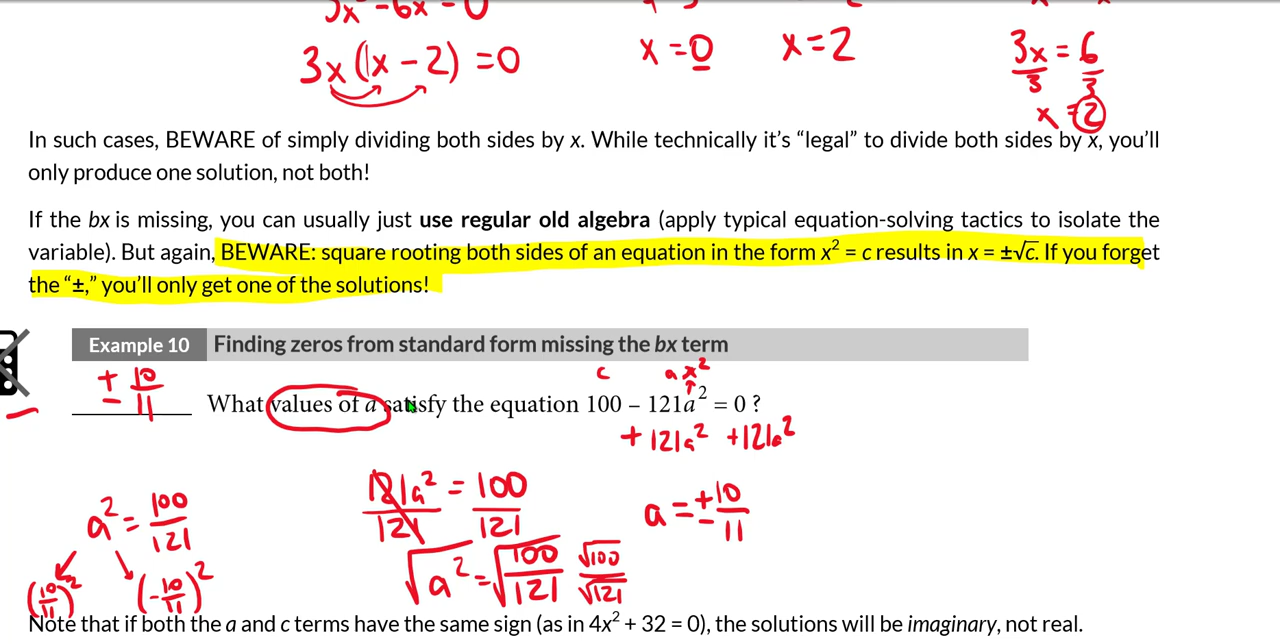 3x² - 6x = 0
3x(x - 2) = 0 x = 0 x = 2 3x/3 = 6/3
x = 2
In such cases, BEWARE of simply dividing both sides by x. While technically it's “legal” to divide both sides by x, you'll
only produce one solution, not both!
If the bx is missing, you can usually just use regular old algebra (apply typical equation-solving tactics to isolate the
variable). But again, BEWARE: square rooting both sides of an equation in the form x² = c results in x = ±√c. If you forget
the “±,” you'll only get one of the solutions!
Example 10 Finding zeros from standard form missing the bx term
± 10/11 c a x²
What values of a satisfy the equation 100 – 121a² = 0 ?
+ 121a² +121a²
a² = 100/121 121a²/121 = 100/121 a = ±10/11
(10/11)² (-10/11)² √a² = √100/121 √100/√121
Note that if both the a and c terms have the same sign (as in 4x² + 32 = 0), the solutions will be imaginary, not real.